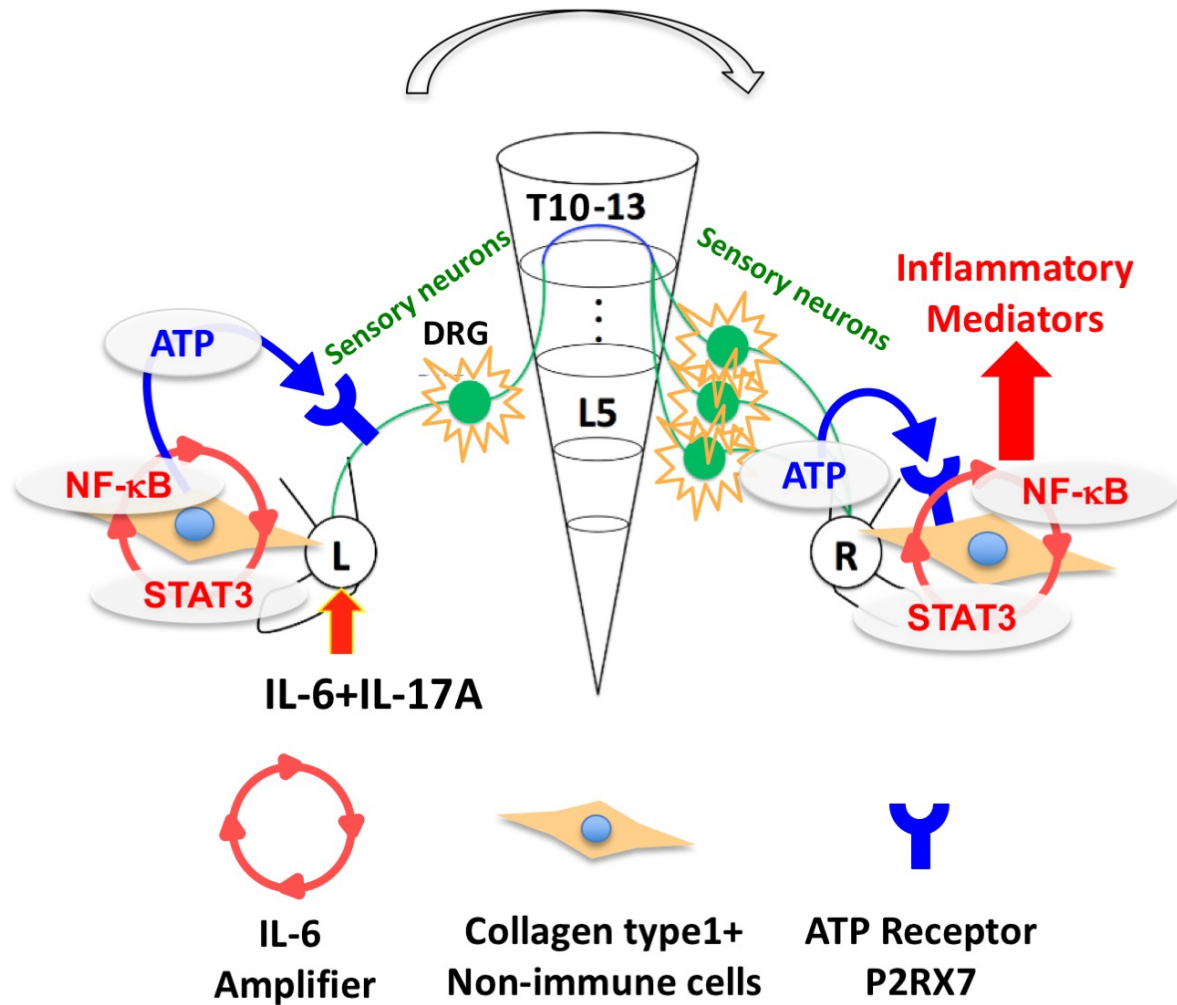 T10-13
Sensory neurons
Sensory neurons
Inflammatory
Mediators
ATP
DRG
L5
ATP
NF-κB
NF-κB
L
R
STAT3
STAT3
IL-6+IL-17A
IL-6
Amplifier
Collagen type1+
Non-immune cells
ATP Receptor
P2RX7